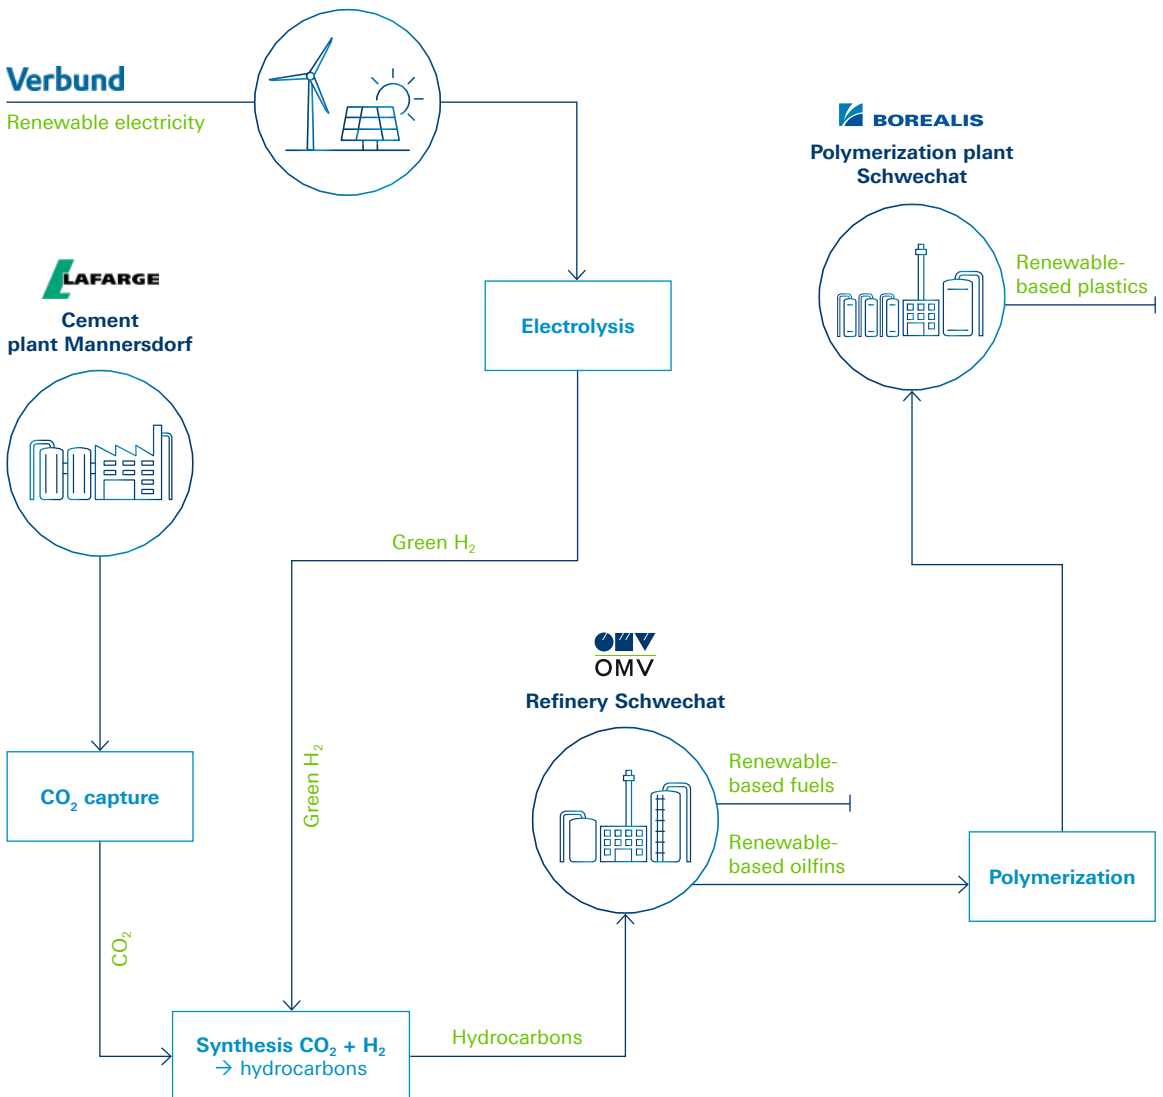 Verbund
Renewable electricity
BOREALIS
Polymerization plant
Schwechat
Renewable-
based plastics
LAFARGE
Cement
plant Mannersdorf
Electrolysis
Green H₂
OMV
OMV
Refinery Schwechat
Green H₂
CO₂ capture
Renewable-
based fuels
Renewable-
based oilfins
Polymerization
CO₂
Synthesis CO₂ + H₂
→ hydrocarbons
Hydrocarbons